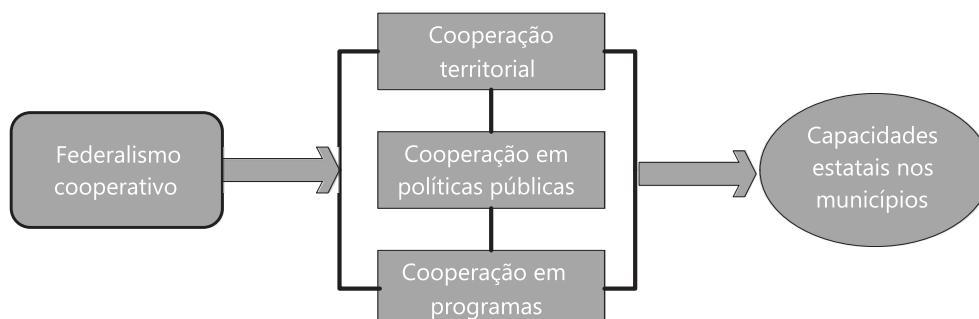 Federalismo
cooperativo
Cooperação
territorial
Cooperação em
políticas públicas
Cooperação em
programas
Capacidades
estatais nos
municípios